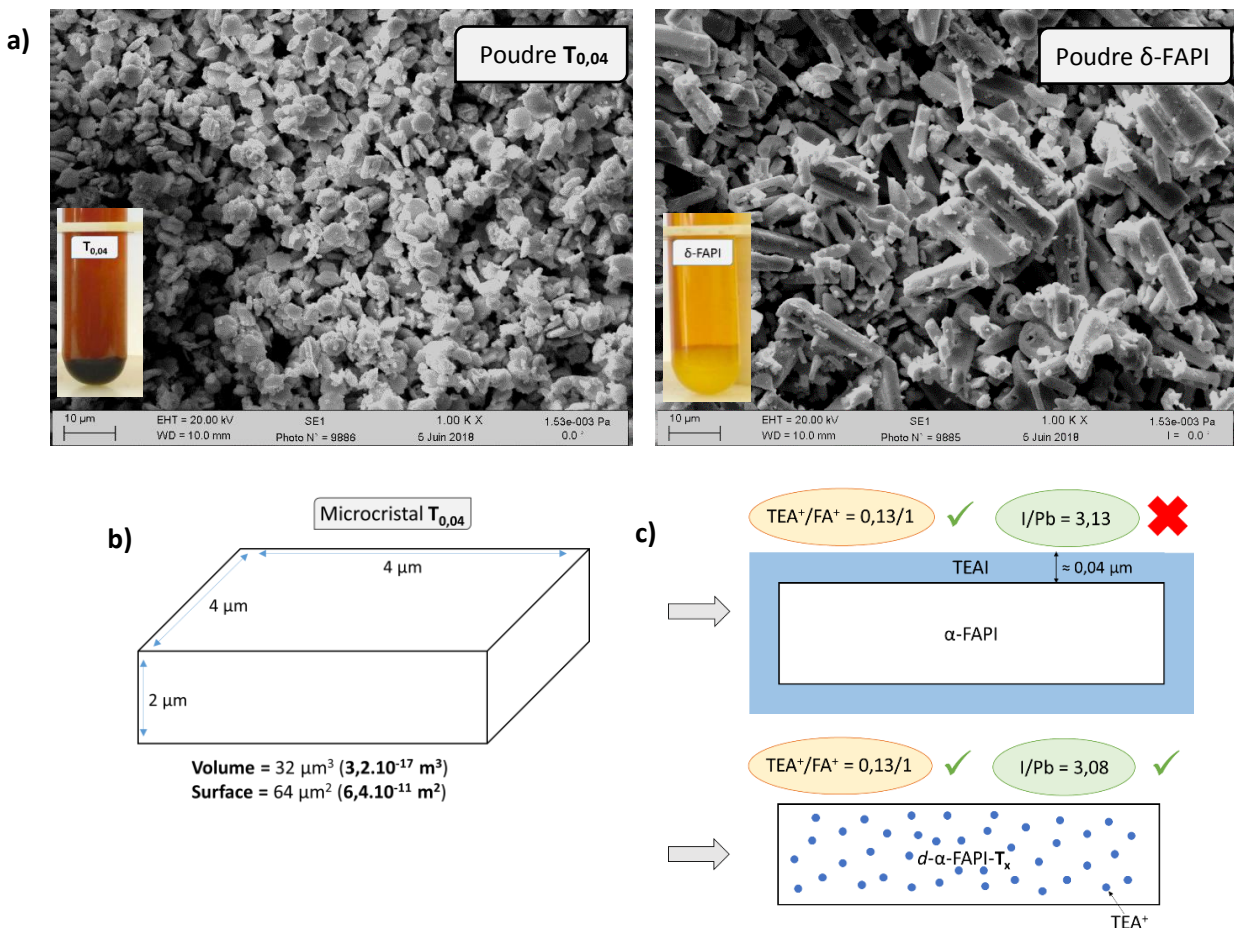 a)
Poudre T0,04
T0,04
10 µm
EHT = 20.00 kV
WD = 10.0 mm
SE1
Photo N° = 9886
1.00 K X
5 Juin 2018
1.53e-003 Pa
0.0
Poudre δ-FAPI
δ-FAPI
10 µm
EHT = 20.00 kV
WD = 10.0 mm
SE1
Photo N° = 9885
1.00 K X
5 Juin 2018
1.53e-003 Pa
I = 0.0
b)
Microcristal T0,04
4 µm
4 µm
2 µm
Volume = 32 µm³ (3,2.10⁻¹⁷ m³)
Surface = 64 µm² (6,4.10⁻¹¹ m²)
c)
TEA⁺/FA⁺ = 0,13/1
I/Pb = 3,13
TEAI
≈ 0,04 µm
α-FAPI
TEA⁺/FA⁺ = 0,13/1
I/Pb = 3,08
d-α-FAPI-Tx
TEA⁺